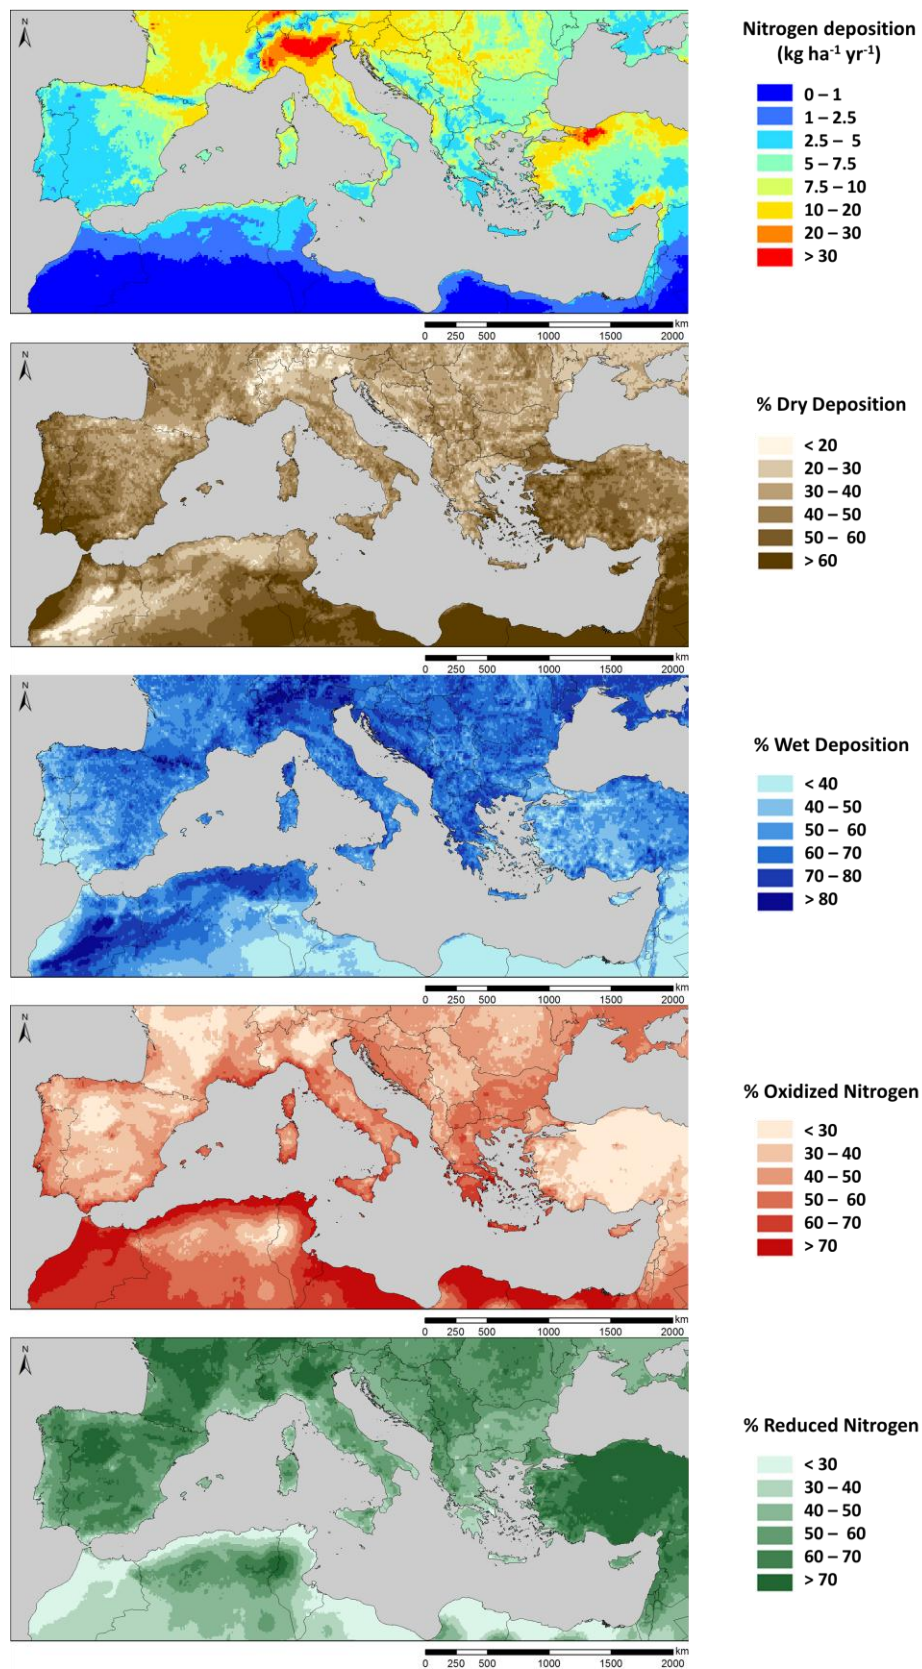 N
Nitrogen deposition
(kg ha⁻¹ yr⁻¹)
0 – 1
1 – 2.5
2.5 – 5
5 – 7.5
7.5 – 10
10 – 20
20 – 30
> 30
km
0 250 500 1000 1500 2000
N
% Dry Deposition
< 20
20 – 30
30 – 40
40 – 50
50 – 60
> 60
km
0 250 500 1000 1500 2000
N
% Wet Deposition
< 40
40 – 50
50 – 60
60 – 70
70 – 80
> 80
km
0 250 500 1000 1500 2000
N
% Oxidized Nitrogen
< 30
30 – 40
40 – 50
50 – 60
60 – 70
> 70
km
0 250 500 1000 1500 2000
N
% Reduced Nitrogen
< 30
30 – 40
40 – 50
50 – 60
60 – 70
> 70
km
0 250 500 1000 1500 2000